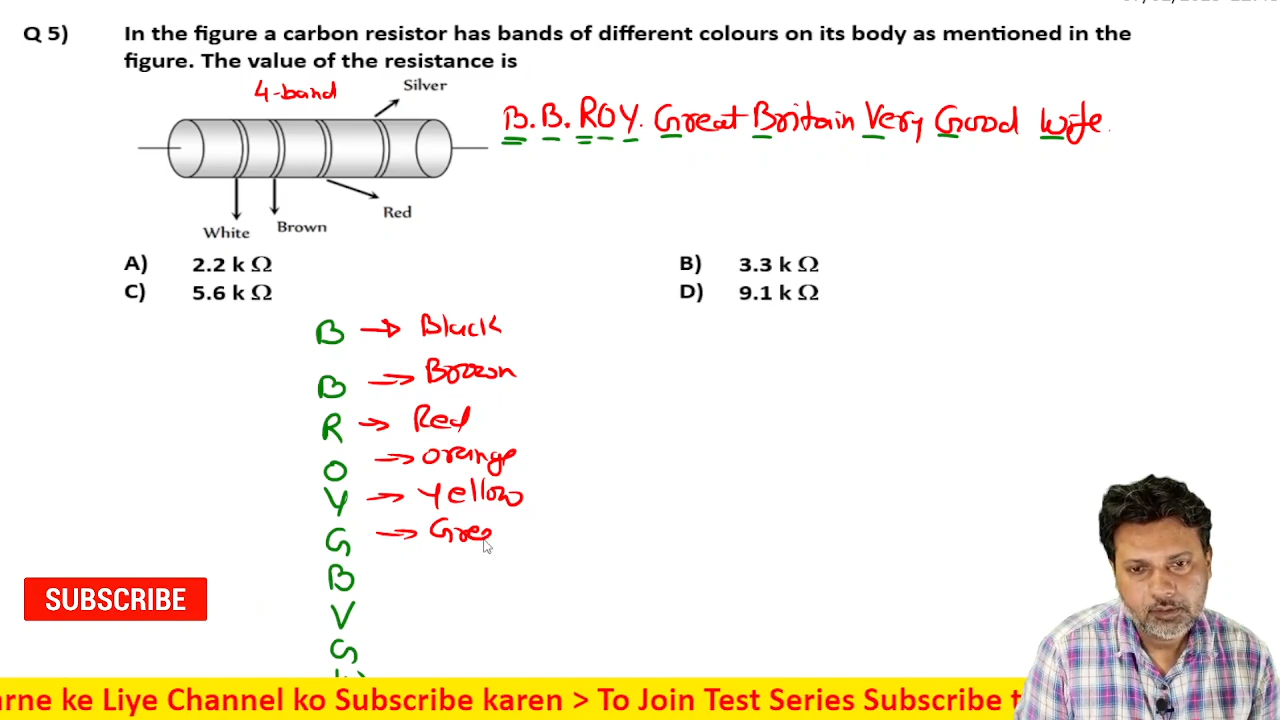 Q 5) In the figure a carbon resistor has bands of different colours on its body as mentioned in the
figure. The value of the resistance is
4-band
Silver
B. B. ROY. Great Britain Very Good Wife.
Red
White
Brown
A) 2.2 k Ω
B) 3.3 k Ω
C) 5.6 k Ω
D) 9.1 k Ω
B → Black
B → Brown
R → Red
O → Orange
Y → Yellow
G → Gree
B
V
G
SUBSCRIBE
arne ke Liye Channel ko Subscribe karen > To Join Test Series Subscribe t